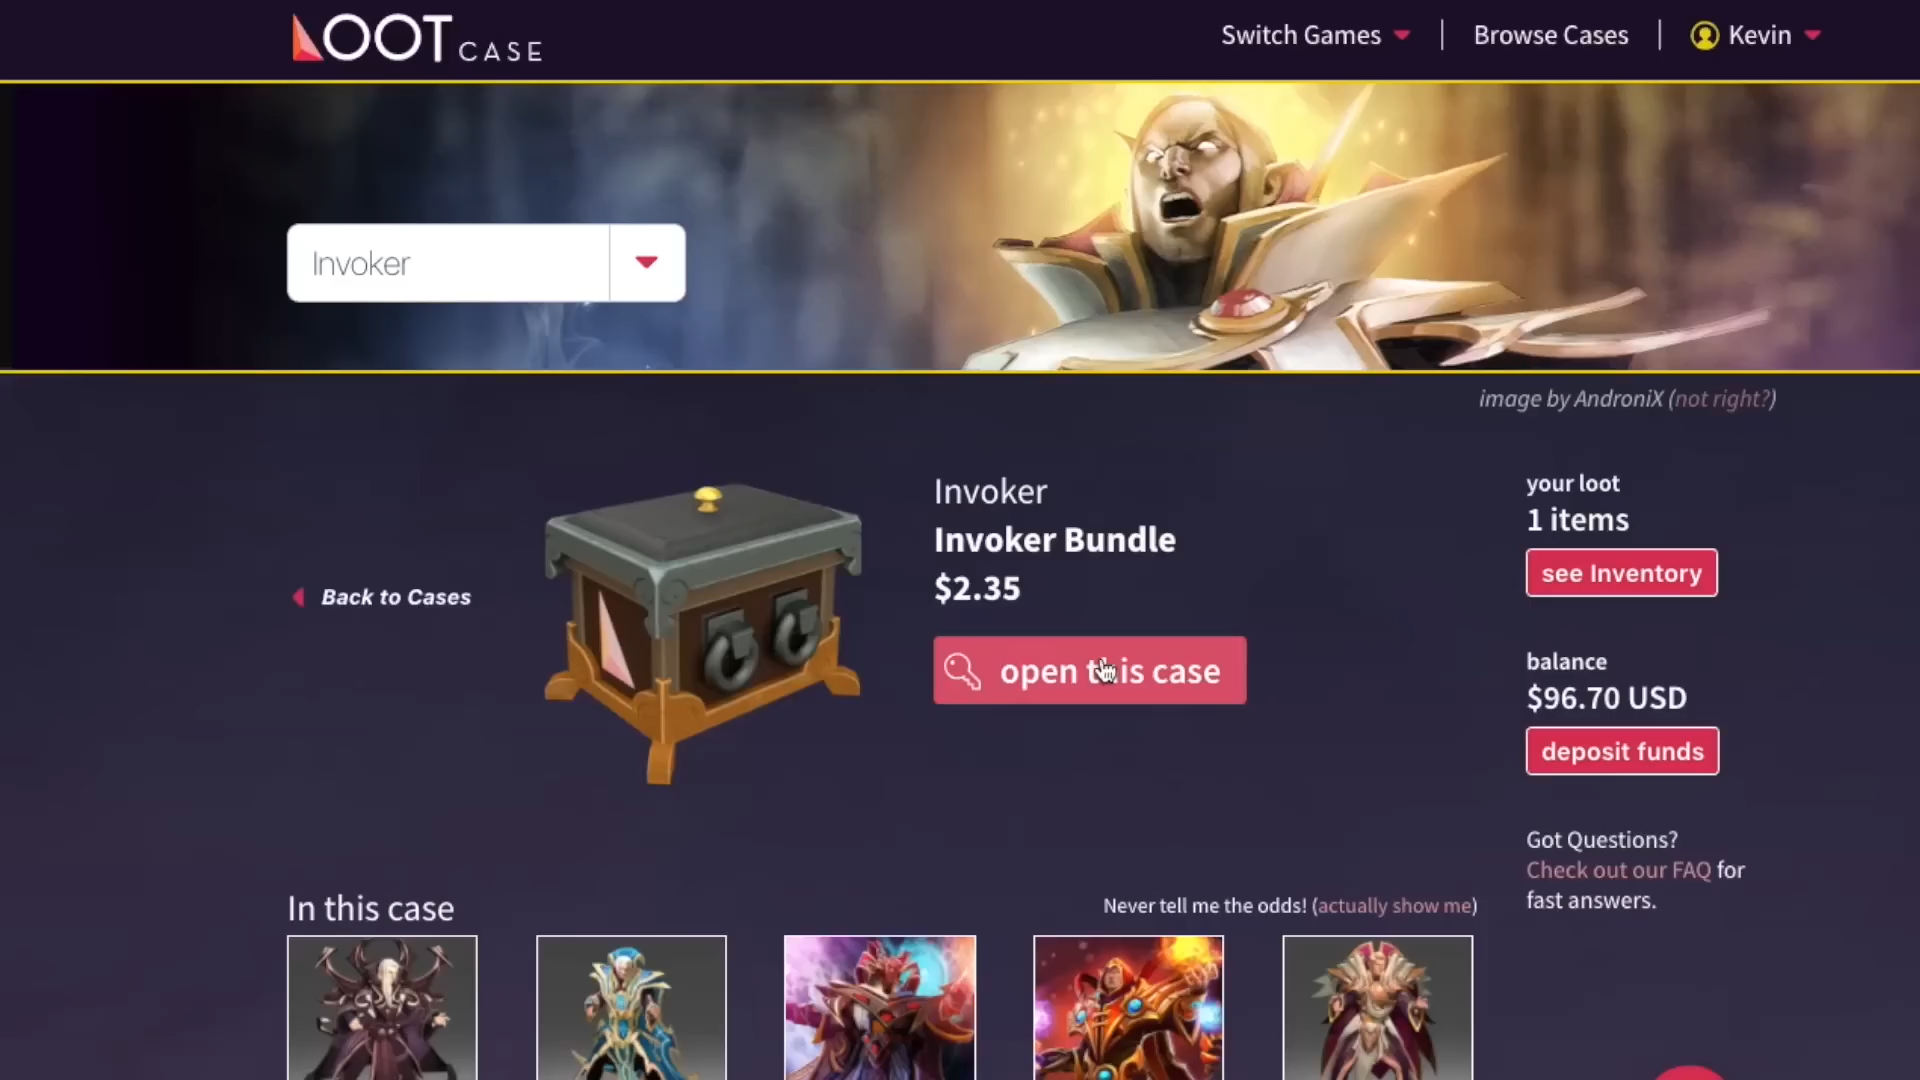 LOOT CASE
Switch Games
Browse Cases
Kevin
Invoker
image by AndroniX (not right?)
Invoker
Invoker Bundle
$2.35
open this case
Back to Cases
your loot
1 items
see Inventory
balance
$96.70 USD
deposit funds
Got Questions?
Check out our FAQ for
fast answers.
In this case
Never tell me the odds! (actually show me)